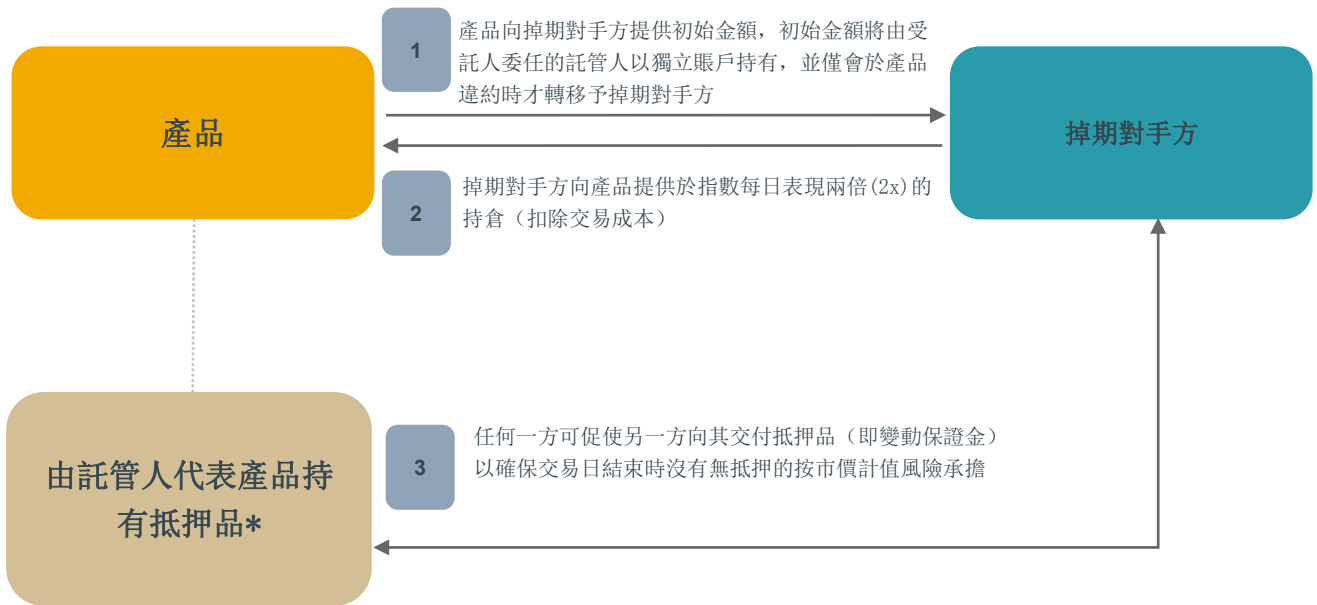 1
產品向掉期對手方提供初始金額，初始金額將由受
託人委任的託管人以獨立賬戶持有，並僅會於產品
違約時才轉移予掉期對手方
產品
掉期對手方
2
掉期對手方向產品提供於指數每日表現兩倍(2x)的
持倉（扣除交易成本）
3
任何一方可促使另一方向其交付抵押品（即變動保證金）
以確保交易日結束時沒有無抵押的按市價計值風險承擔
由託管人代表產品持
有抵押品*